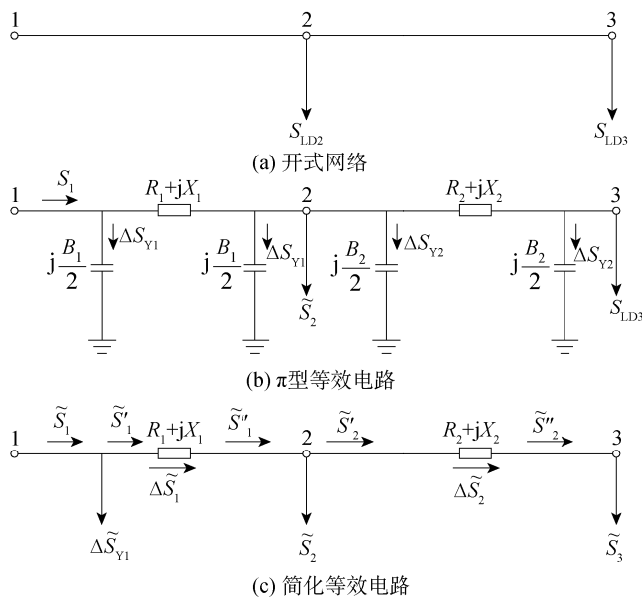 1 2 3
S_LD2 S_LD3
(a) 开式网络
S_1 R_1+jX_1 R_2+jX_2
1 2 3
ΔS_Y1 ΔS_Y1 ΔS_Y2 ΔS_Y2
j B_1/2 j B_1/2 j B_2/2 j B_2/2
S̃_2 S_LD3
(b) π型等效电路
S̃_1 S̃′_1 R_1+jX_1 S̃″_1 S̃′_2 R_2+jX_2 S̃″_2
1 2 3
ΔS̃_1 ΔS̃_2
ΔS̃_Y1 S̃_2 S̃_3
(c) 简化等效电路